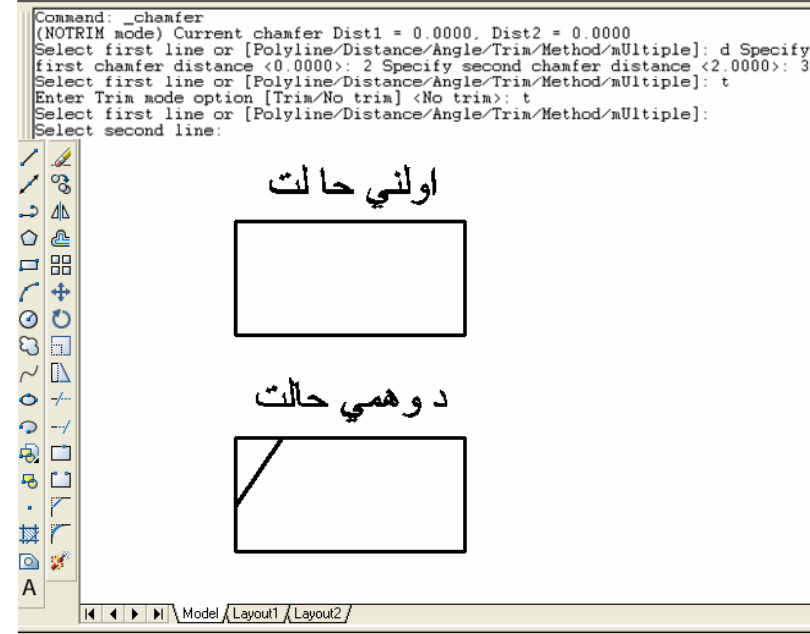 Command: _chamfer
(NOTRIM mode) Current chamfer Dist1 = 0.0000, Dist2 = 0.0000
Select first line or [Polyline/Distance/Angle/Trim/Method/mUltiple]: d Specify
first chamfer distance <0.0000>: 2 Specify second chamfer distance <2.0000>: 3
Select first line or [Polyline/Distance/Angle/Trim/Method/mUltiple]: t
Enter Trim mode option [Trim/No trim] <No trim>: t
Select first line or [Polyline/Distance/Angle/Trim/Method/mUltiple]:
Select second line:
اولني حا لت
د و همي حالت
A
Model Layout1 Layout2